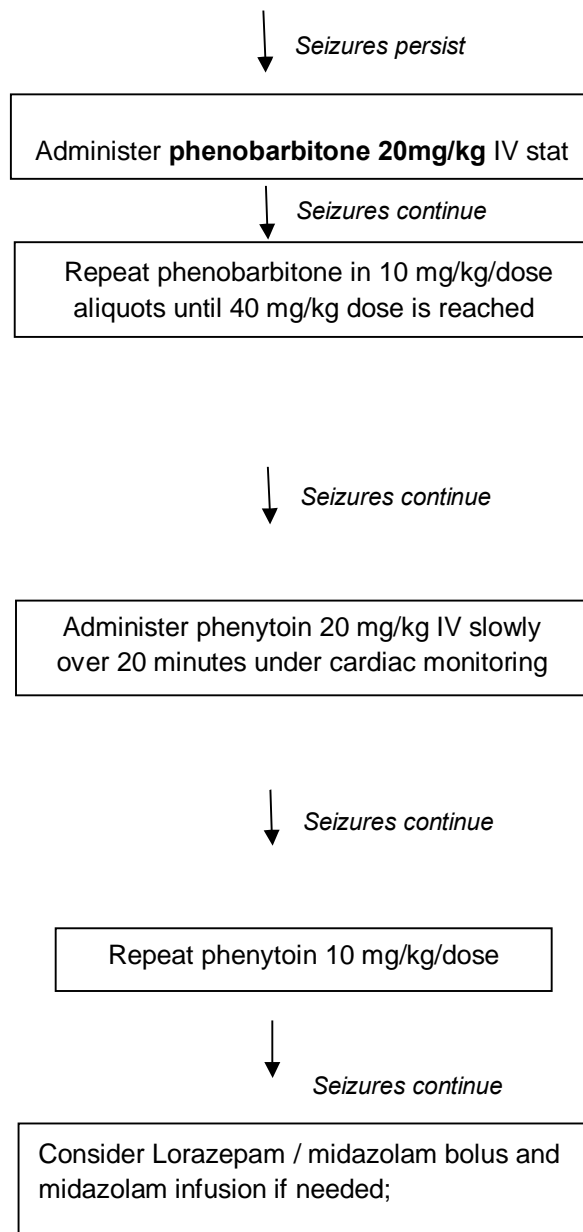 Seizures persist
Administer phenobarbitone 20mg/kg IV stat
Seizures continue
Repeat phenobarbitone in 10 mg/kg/dose
aliquots until 40 mg/kg dose is reached
Seizures continue
Administer phenytoin 20 mg/kg IV slowly
over 20 minutes under cardiac monitoring
Seizures continue
Repeat phenytoin 10 mg/kg/dose
Seizures continue
Consider Lorazepam / midazolam bolus and
midazolam infusion if needed;